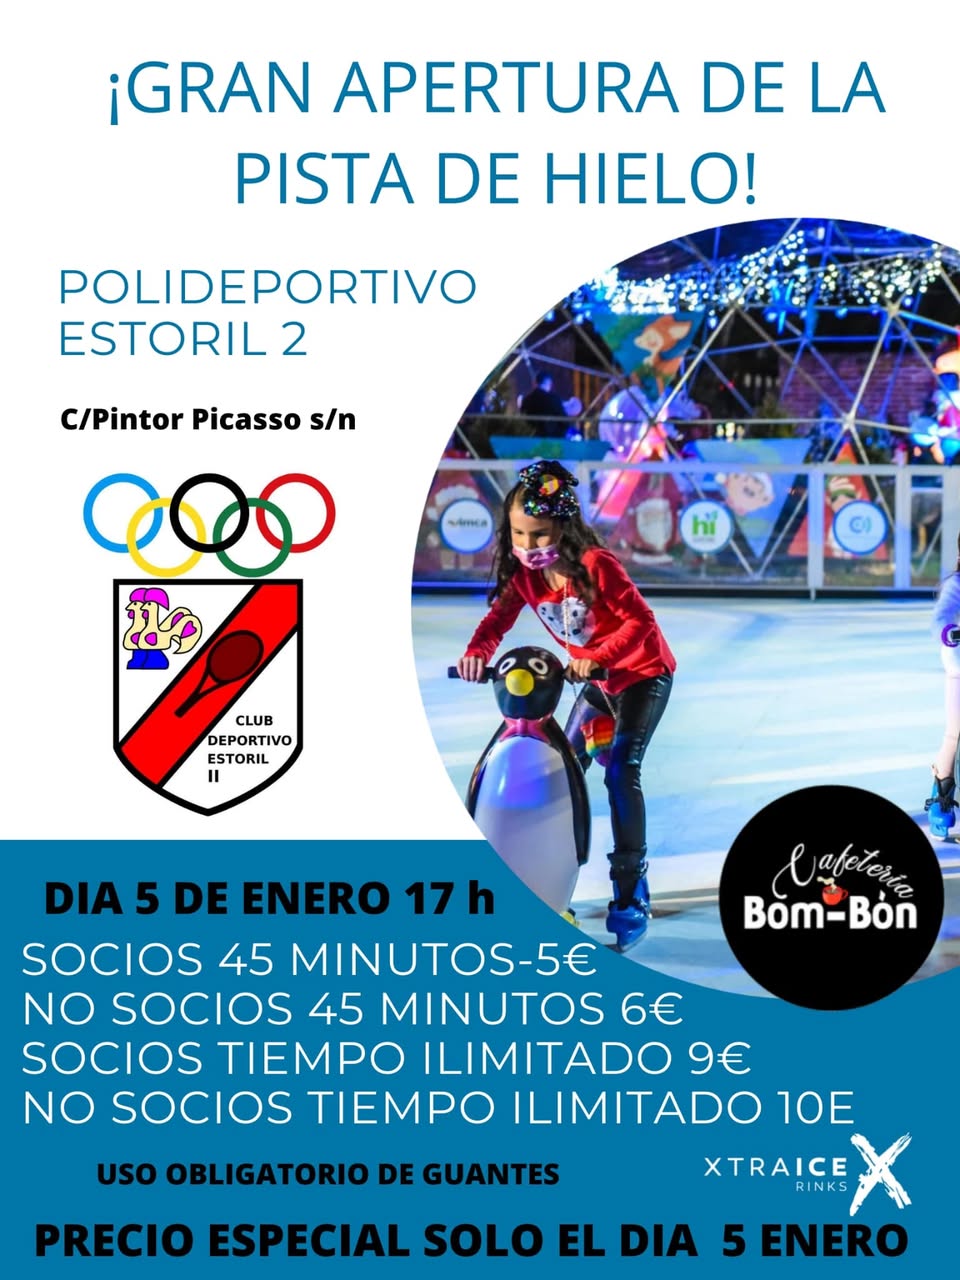 ¡GRAN APERTURA DE LA
PISTA DE HIELO!
POLIDEPORTIVO
ESTORIL 2
C/Pintor Picasso s/n
CLUB
DEPORTIVO
ESTORIL
II
imca
hi
Cafetería
Bom-Bòn
DIA 5 DE ENERO 17 h
SOCIOS 45 MINUTOS-5€
NO SOCIOS 45 MINUTOS 6€
SOCIOS TIEMPO ILIMITADO 9€
NO SOCIOS TIEMPO ILIMITADO 10E
XTRAICE
RINKS
USO OBLIGATORIO DE GUANTES
PRECIO ESPECIAL SOLO EL DIA 5 ENERO